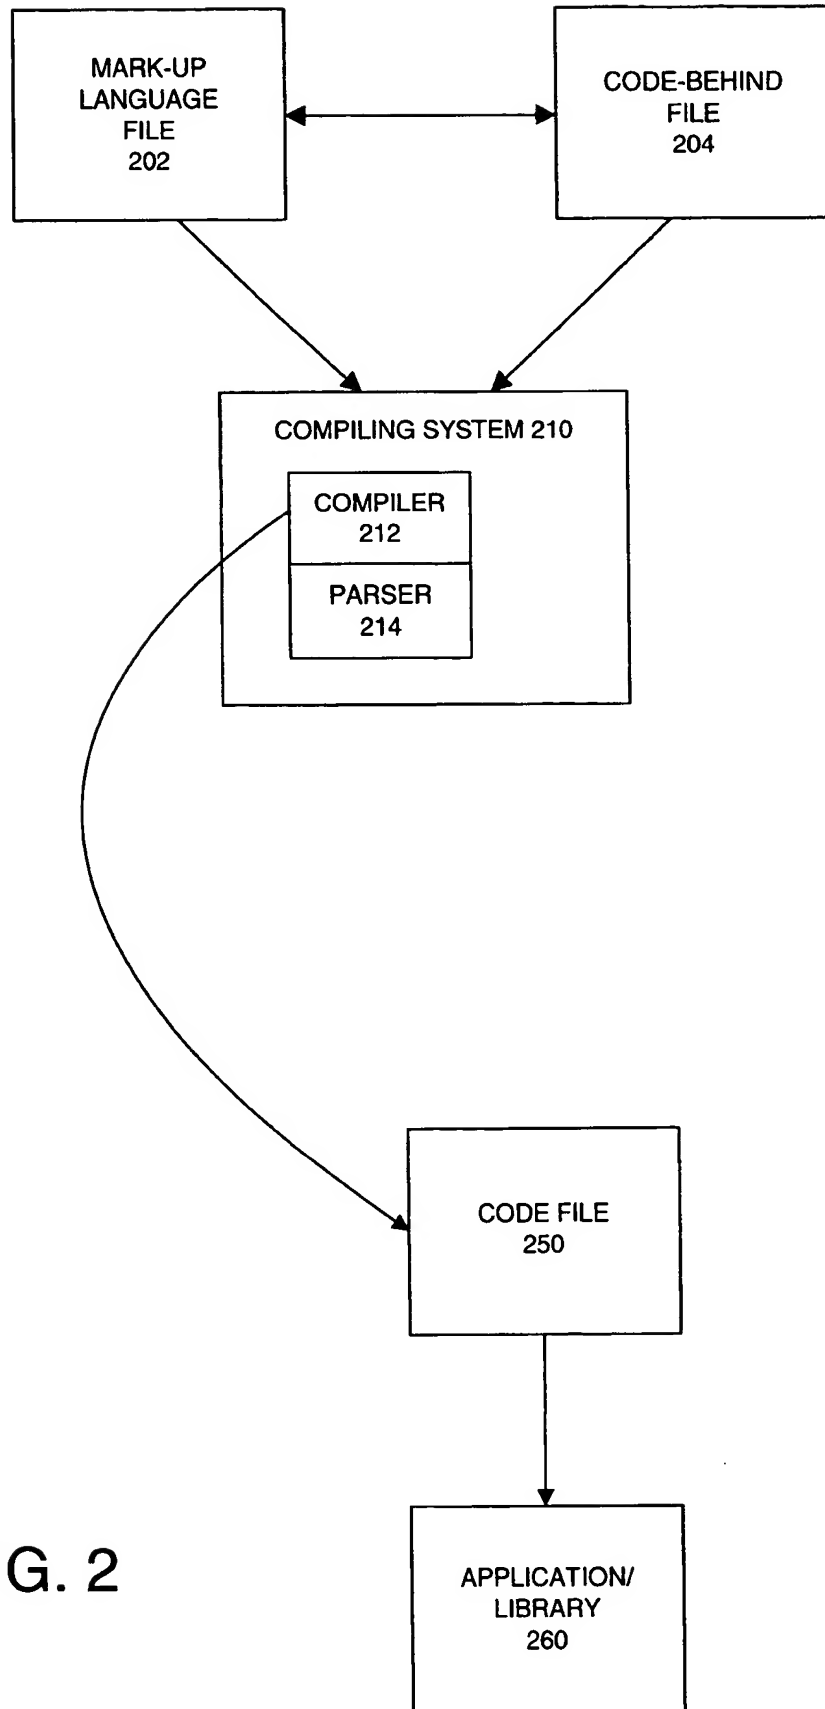 MARK-UP
LANGUAGE
FILE
202
CODE-BEHIND
FILE
204
COMPILING SYSTEM 210
COMPILER
212
PARSER
214
CODE FILE
250
APPLICATION/
LIBRARY
260
G. 2